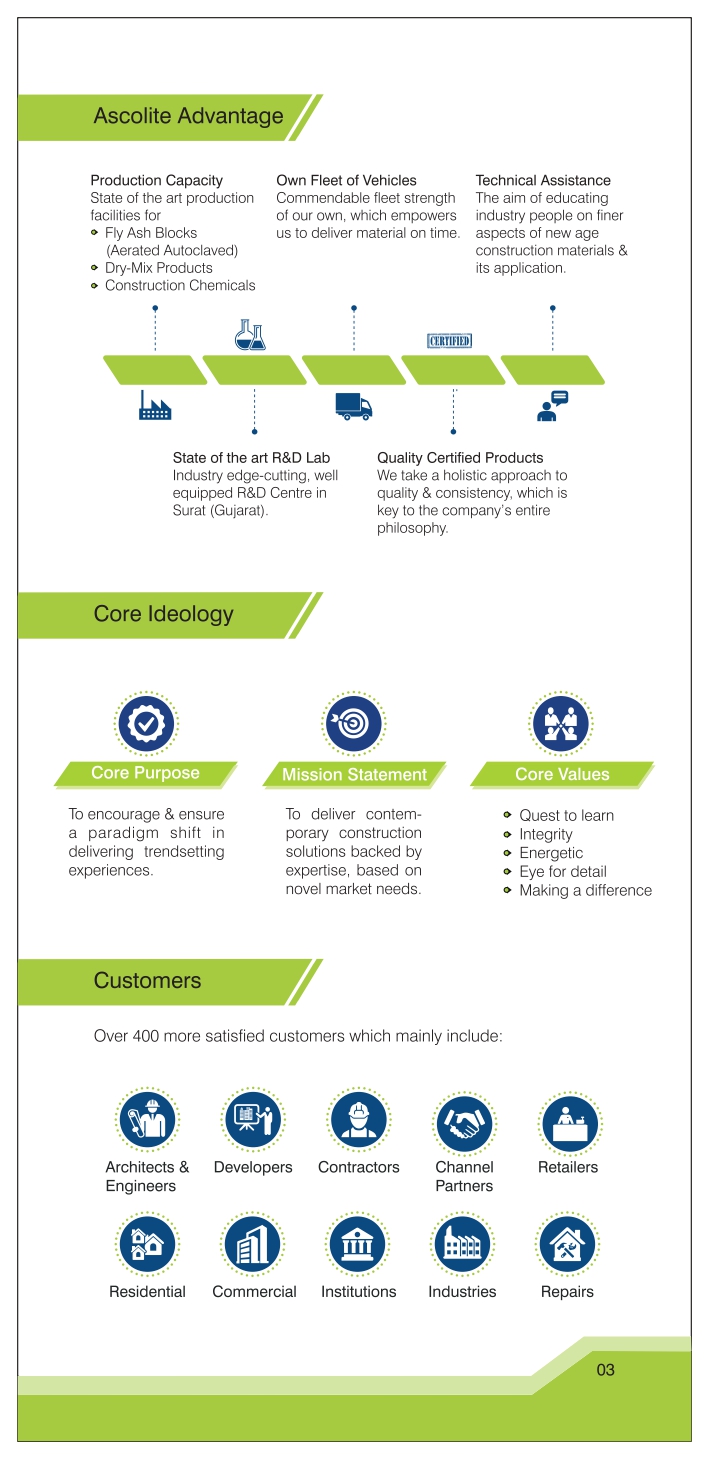 Ascolite Advantage
Production Capacity
State of the art production
facilities for
Fly Ash Blocks
(Aerated Autoclaved)
Dry-Mix Products
Construction Chemicals
Own Fleet of Vehicles
Commendable fleet strength
of our own, which empowers
us to deliver material on time.
Technical Assistance
The aim of educating
industry people on finer
aspects of new age
construction materials &
its application.
CERTIFIED
State of the art R&D Lab
Industry edge-cutting, well
equipped R&D Centre in
Surat (Gujarat).
Quality Certified Products
We take a holistic approach to
quality & consistency, which is
key to the company's entire
philosophy.
Core Ideology
Core Purpose
To encourage & ensure
a paradigm shift in
delivering trendsetting
experiences.
Mission Statement
To deliver contem-
porary construction
solutions backed by
expertise, based on
novel market needs.
Core Values
Quest to learn
Integrity
Energetic
Eye for detail
Making a difference
Customers
Over 400 more satisfied customers which mainly include:
Architects &
Engineers
Developers
Contractors
Channel
Partners
Retailers
Residential
Commercial
Institutions
Industries
Repairs
03